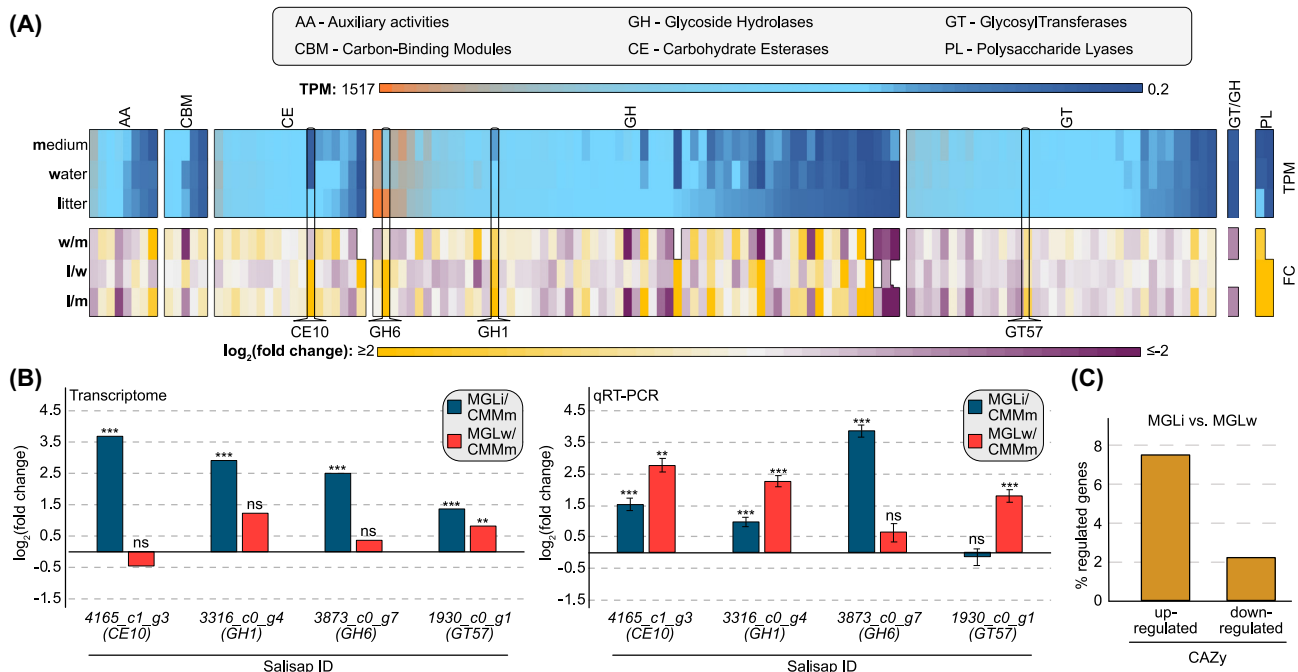 (A)
AA - Auxiliary activities
GH - Glycoside Hydrolases
GT - GlycosylTransferases
CBM - Carbon-Binding Modules
CE - Carbohydrate Esterases
PL - Polysaccharide Lyases
TPM: 1517
0.2
AA
CBM
CE
GH
GT
GT/GH
PL
medium
water
litter
TPM
w/m
l/w
l/m
FC
CE10
GH6
GH1
GT57
log2(fold change): ≥2
≤-2
(B)
Transcriptome
MGLi/
CMMm
MGLw/
CMMm
log2(fold change)
4.5
3.5
2.5
1.5
0.5
-0.5
-1.5
***
ns
***
ns
***
ns
***
**
4165_c1_g3
(CE10)
3316_c0_g4
(GH1)
3873_c0_g7
(GH6)
1930_c0_g1
(GT57)
Salisap ID
qRT-PCR
MGLi/
CMMm
MGLw/
CMMm
log2(fold change)
4.5
3.5
2.5
1.5
0.5
-0.5
-1.5
***
**
***
***
***
ns
ns
***
4165_c1_g3
(CE10)
3316_c0_g4
(GH1)
3873_c0_g7
(GH6)
1930_c0_g1
(GT57)
Salisap ID
(C)
MGLi vs. MGLw
% regulated genes
8
6
4
2
0
up-
regulated
down-
regulated
CAZy